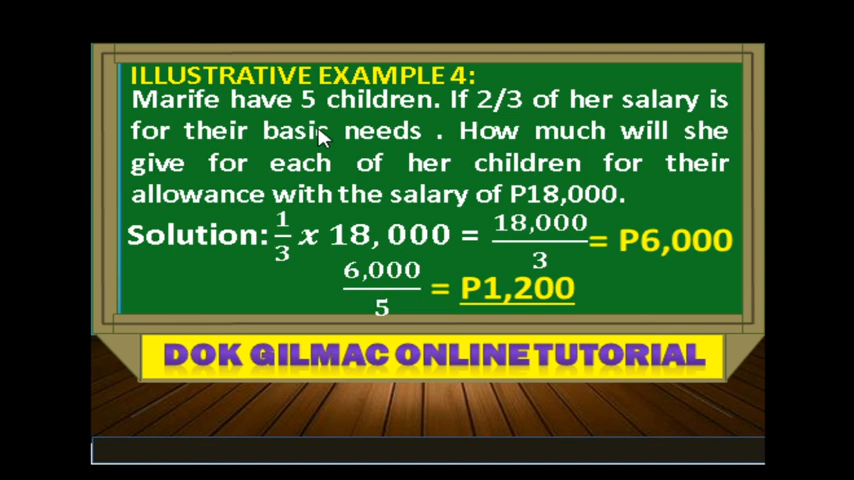 ILLUSTRATIVE EXAMPLE 4:
Marife have 5 children. If 2/3 of her salary is
for their basic needs . How much will she
give for each of her children for their
allowance with the salary of P18,000.
Solution: 1/3 x 18,000 = 18,000/3 = P6,000
6,000/5 = P1,200
DOK GILMAC ONLINE TUTORIAL